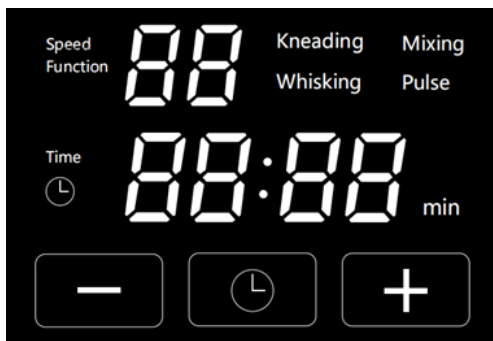 Speed 88 Kneading Mixing
Function Whisking Pulse
Time 88:88 min
− +